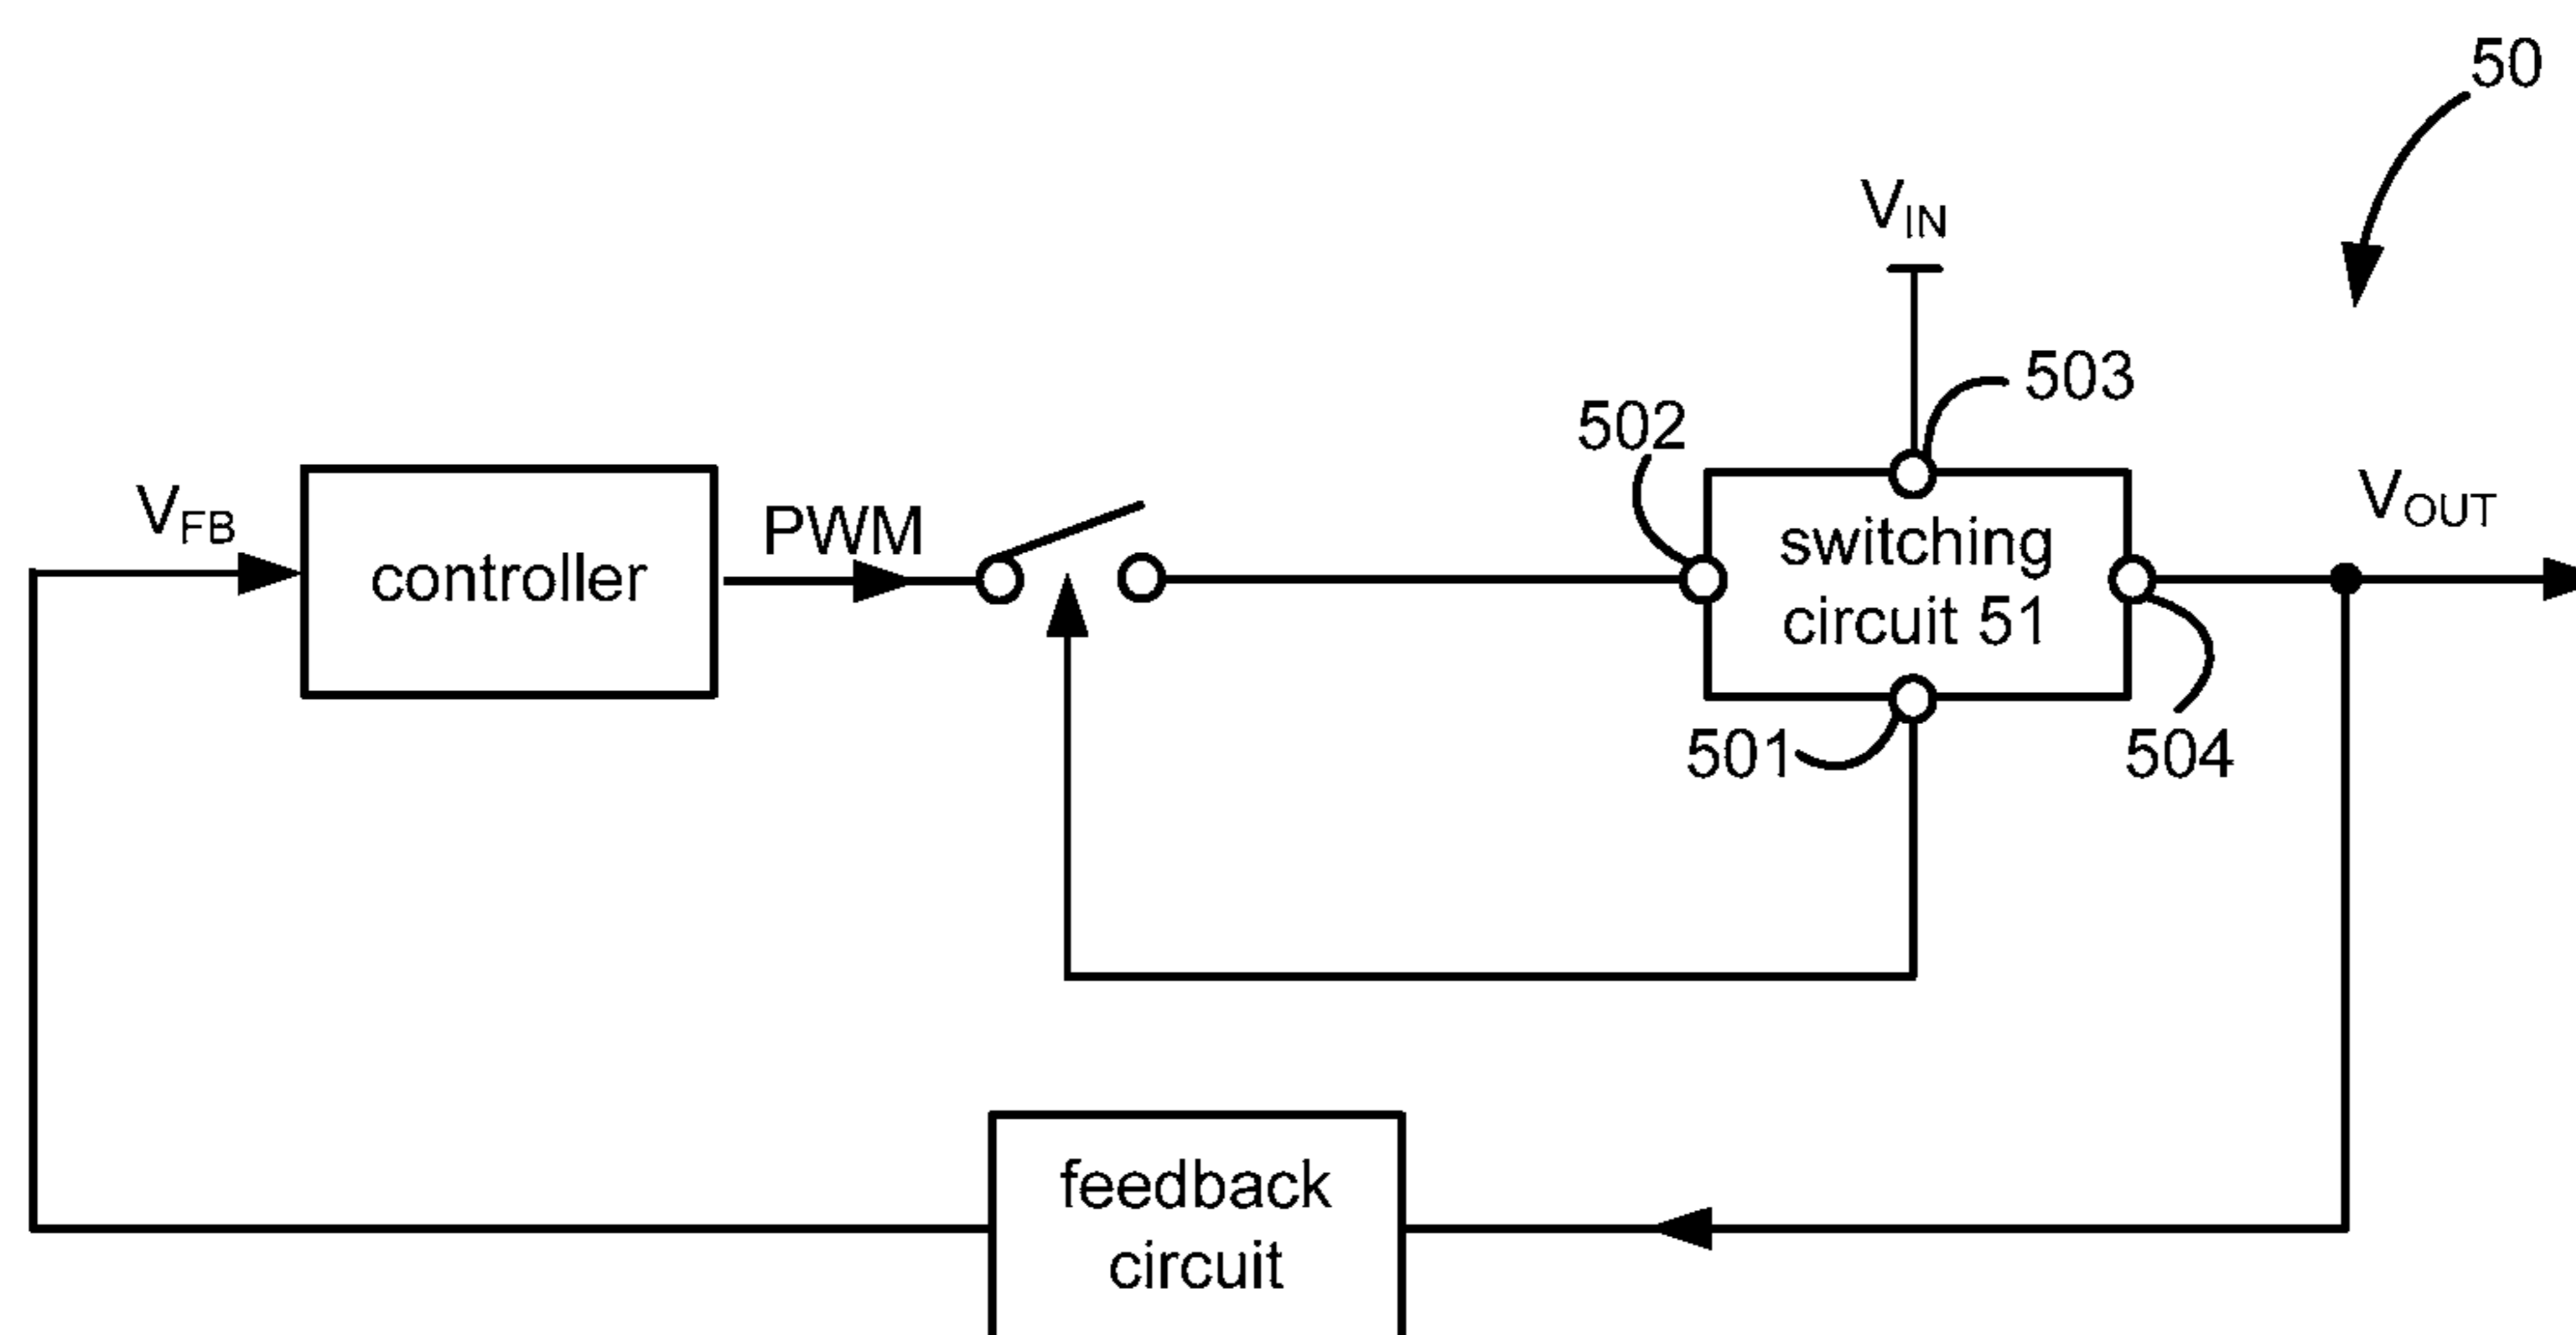 50
V_IN
503
502
V_FB
controller
PWM
switching
circuit 51
V_OUT
501
504
feedback
circuit